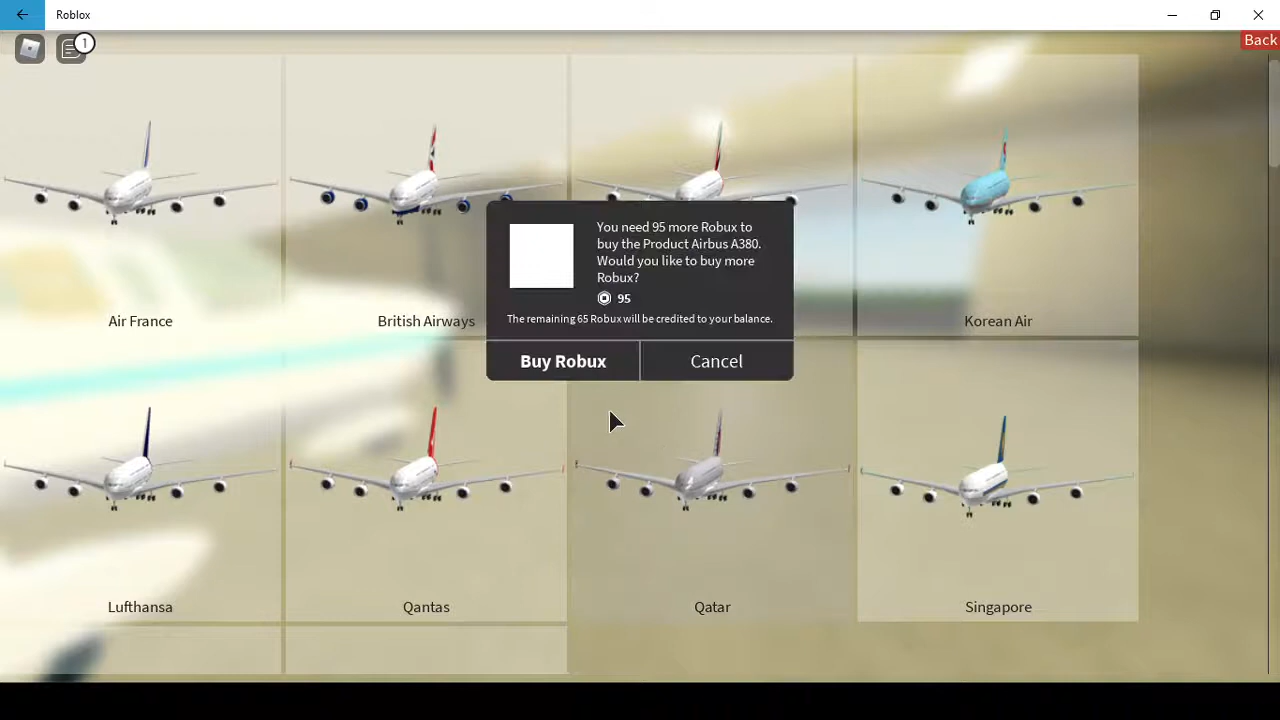 Roblox
1
Back
You need 95 more Robux to
buy the Product Airbus A380.
Would you like to buy more
Robux?
95
The remaining 65 Robux will be credited to your balance.
Buy Robux
Cancel
Air France
British Airways
Korean Air
Lufthansa
Qantas
Qatar
Singapore